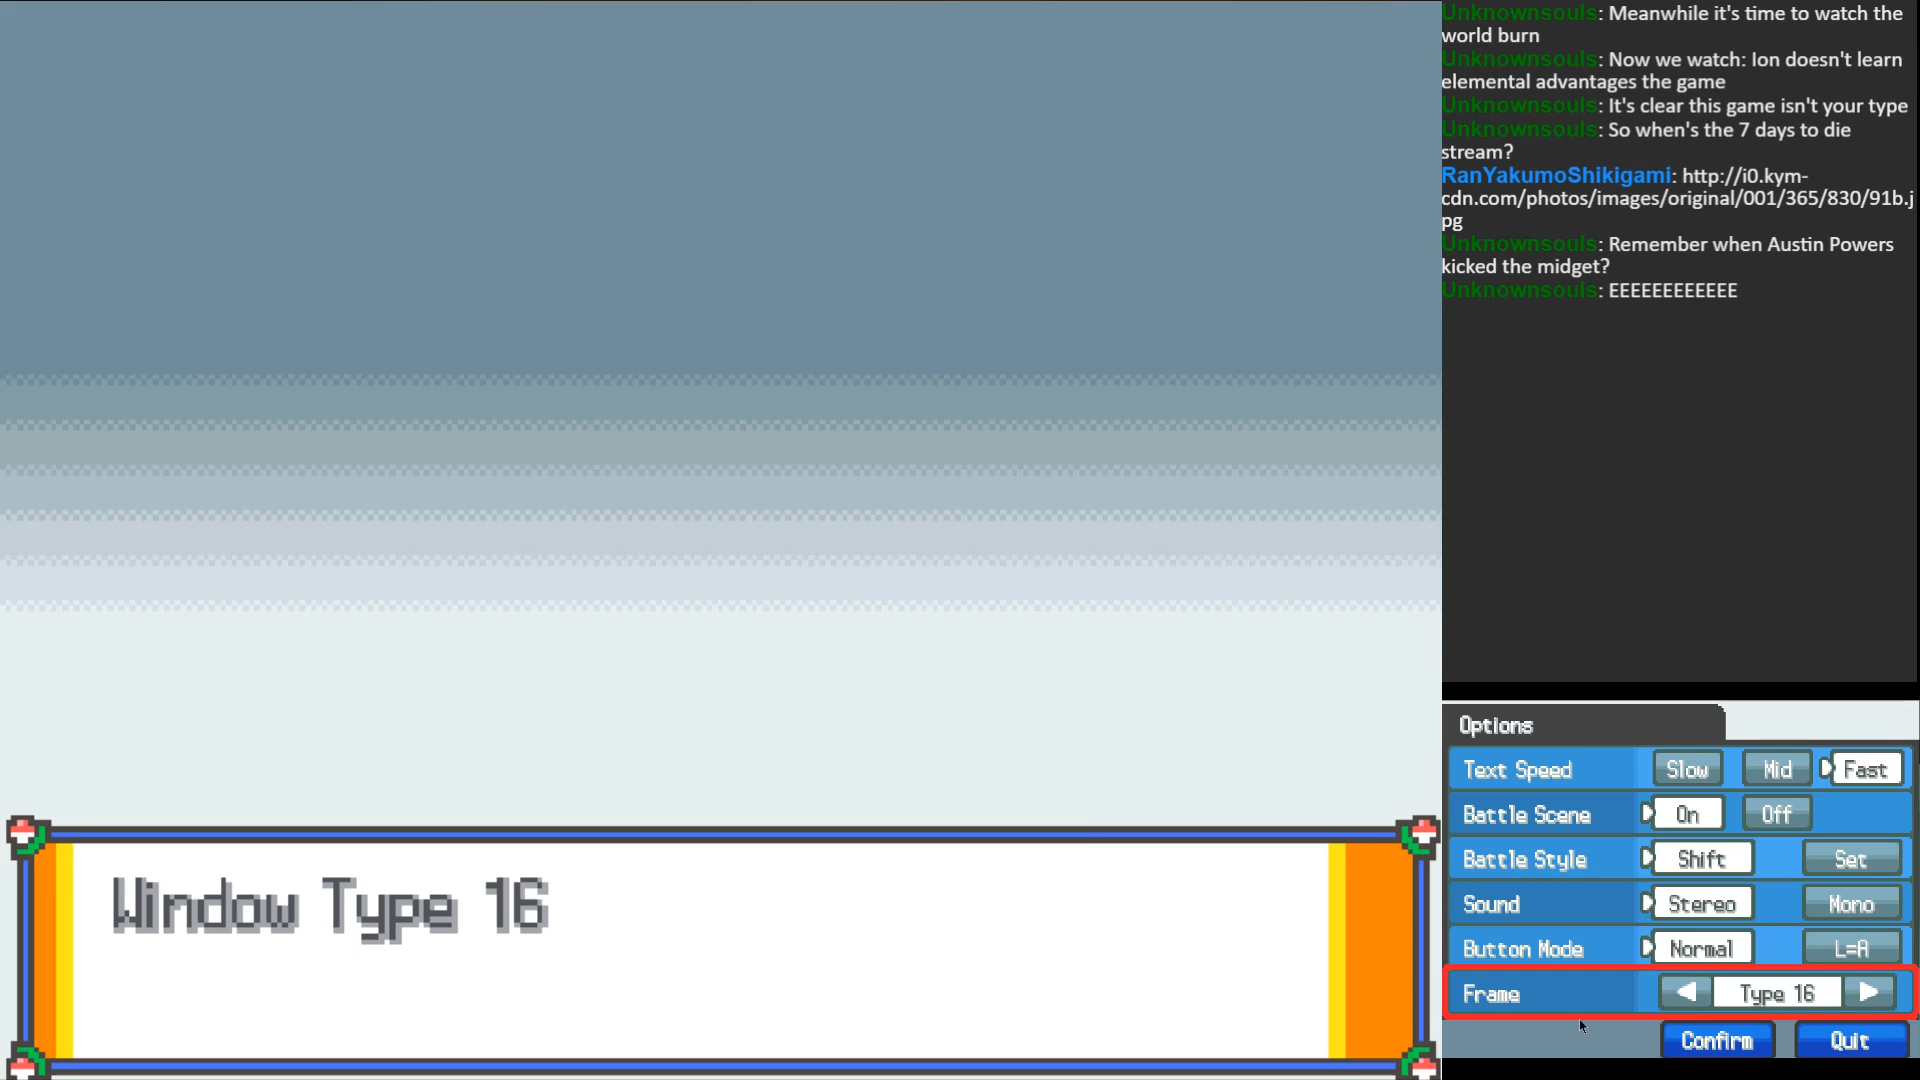 Unknownsouls: Meanwhile it's time to watch the
world burn
Unknownsouls: Now we watch: Ion doesn't learn
elemental advantages the game
Unknownsouls: It's clear this game isn't your type
Unknownsouls: So when's the 7 days to die
stream?
RanYakumoShikigami: http://i0.kym-
cdn.com/photos/images/original/001/365/830/91b.j
pg
Unknownsouls: Remember when Austin Powers
kicked the midget?
Unknownsouls: EEEEEEEEEEEE
Window Type 16
Options
Text Speed Slow Mid Fast
Battle Scene On Off
Battle Style Shift Set
Sound Stereo Mono
Button Mode Normal L=A
Frame Type 16
Confirm Quit